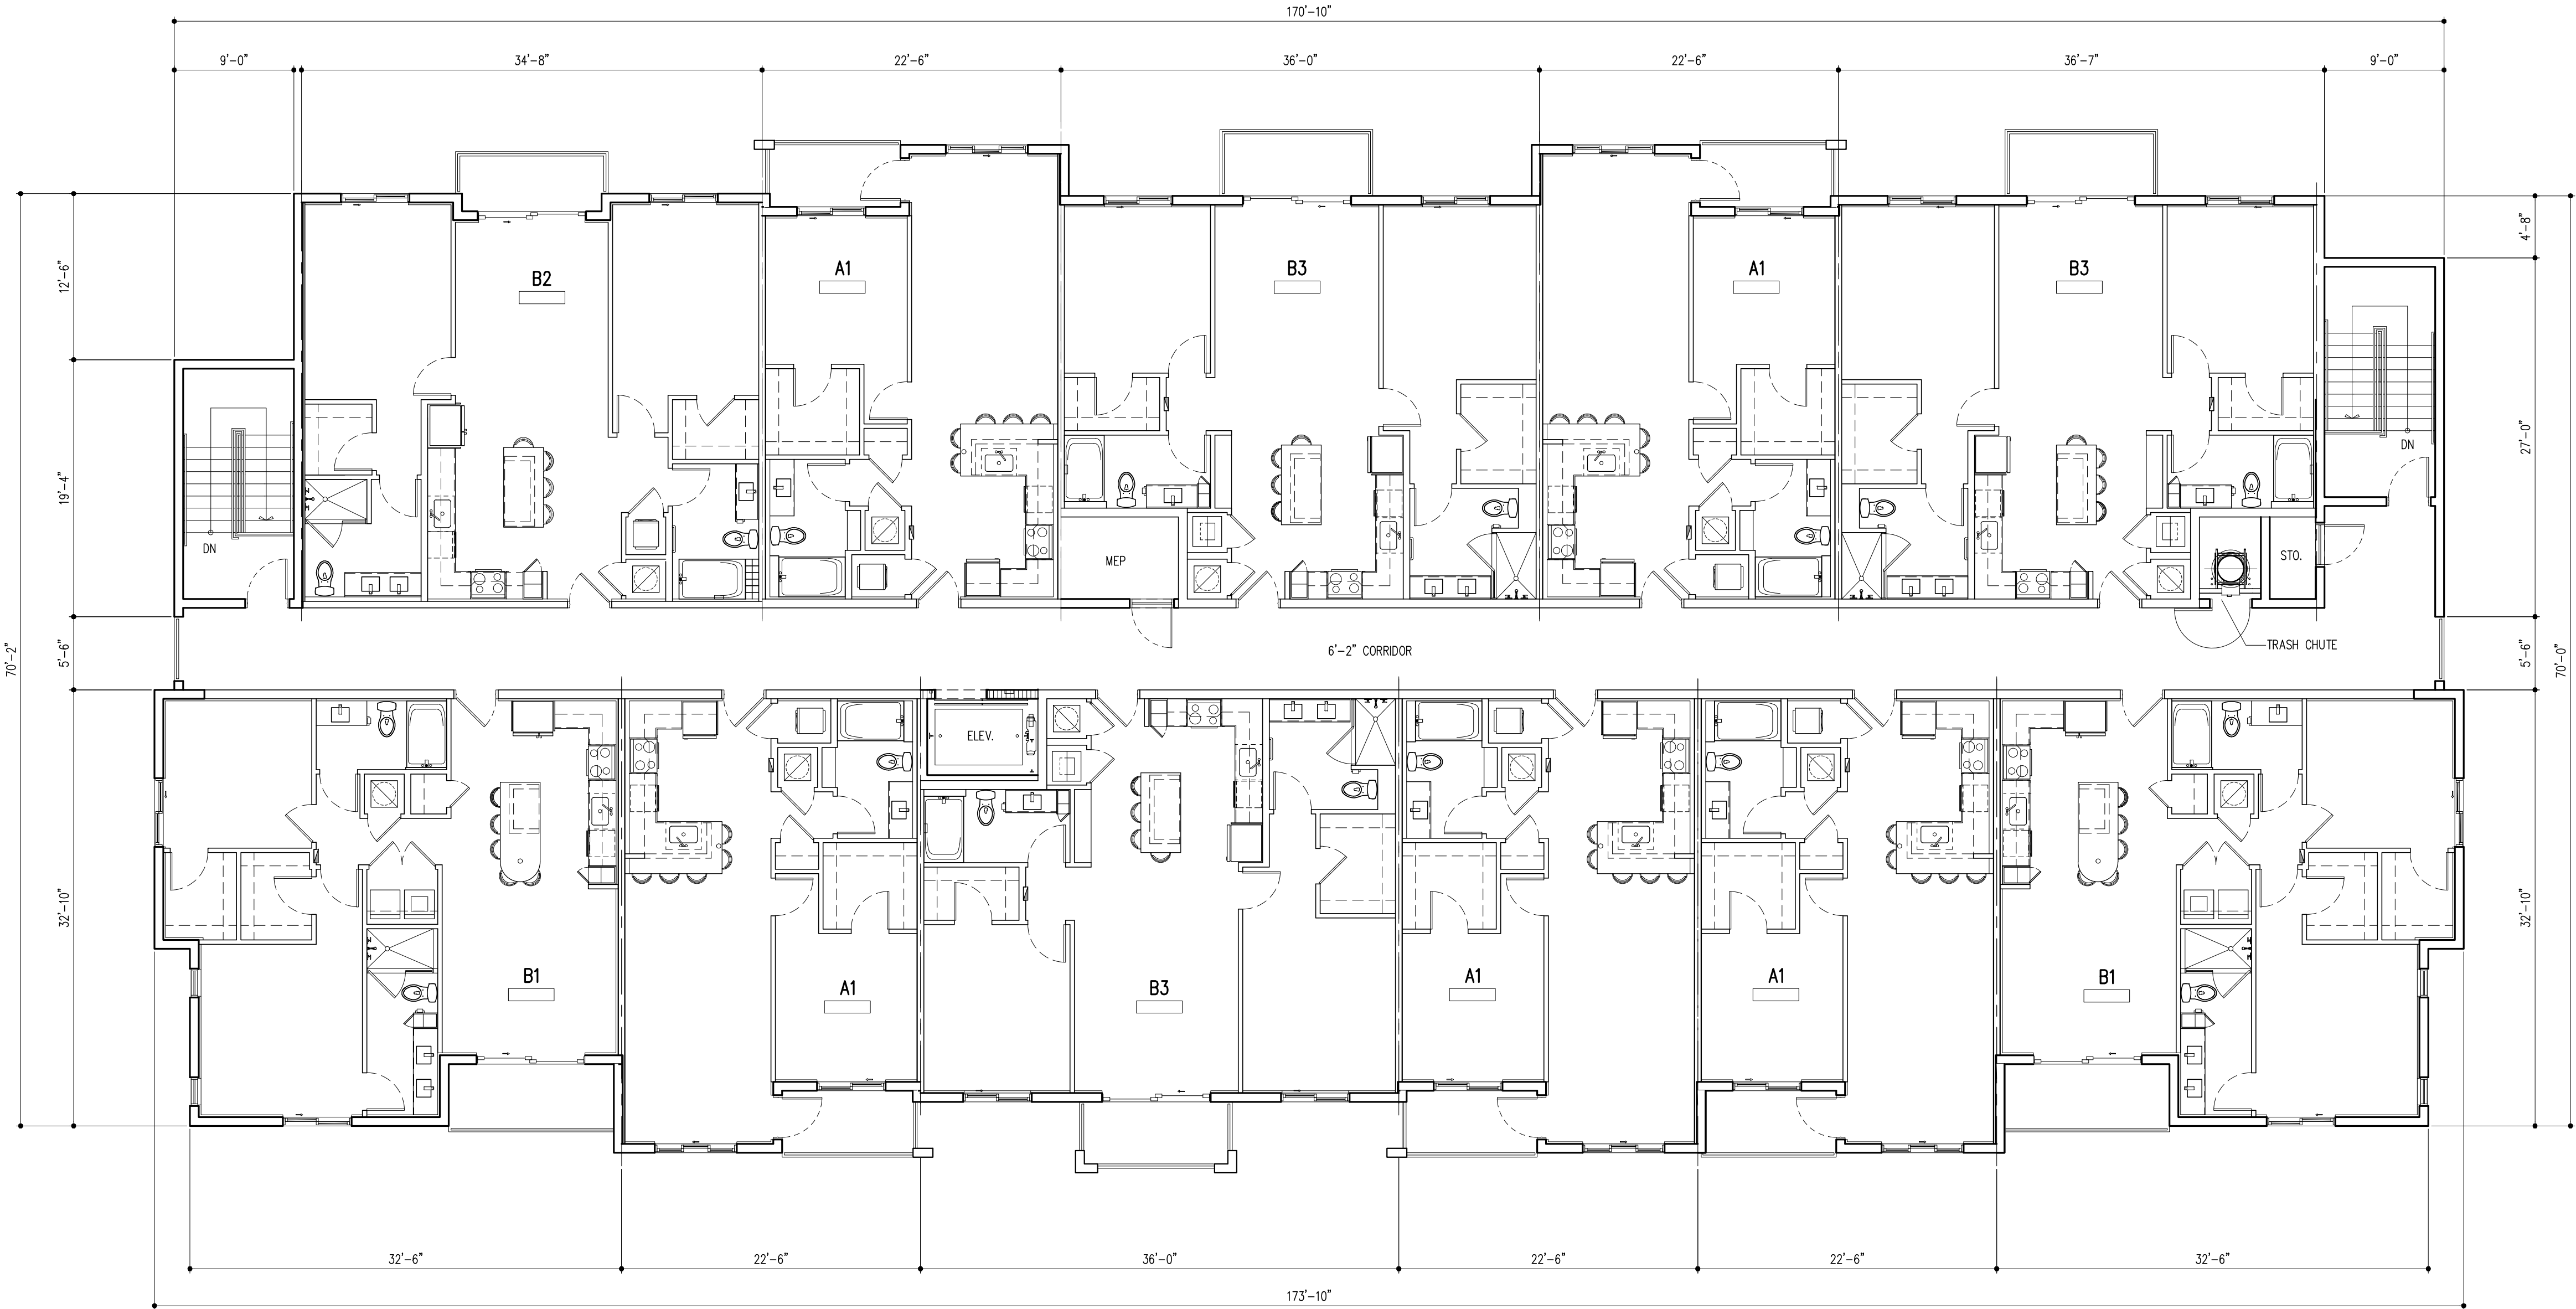 170'-10"
9'-0" 34'-8" 22'-6" 36'-0" 22'-6" 36'-7" 9'-0"
4'-8"
12'-6"
B2 A1 B3 A1 B3
27'-0"
19'-4"
DN
DN
MEP
STO.
70'-2"
5'-6"
6'-2" CORRIDOR
TRASH CHUTE
5'-6"
70'-0"
ELEV.
32'-10"
32'-10"
B1 A1 B3 A1 A1 B1
32'-6" 22'-6" 36'-0" 22'-6" 22'-6" 32'-6"
173'-10"